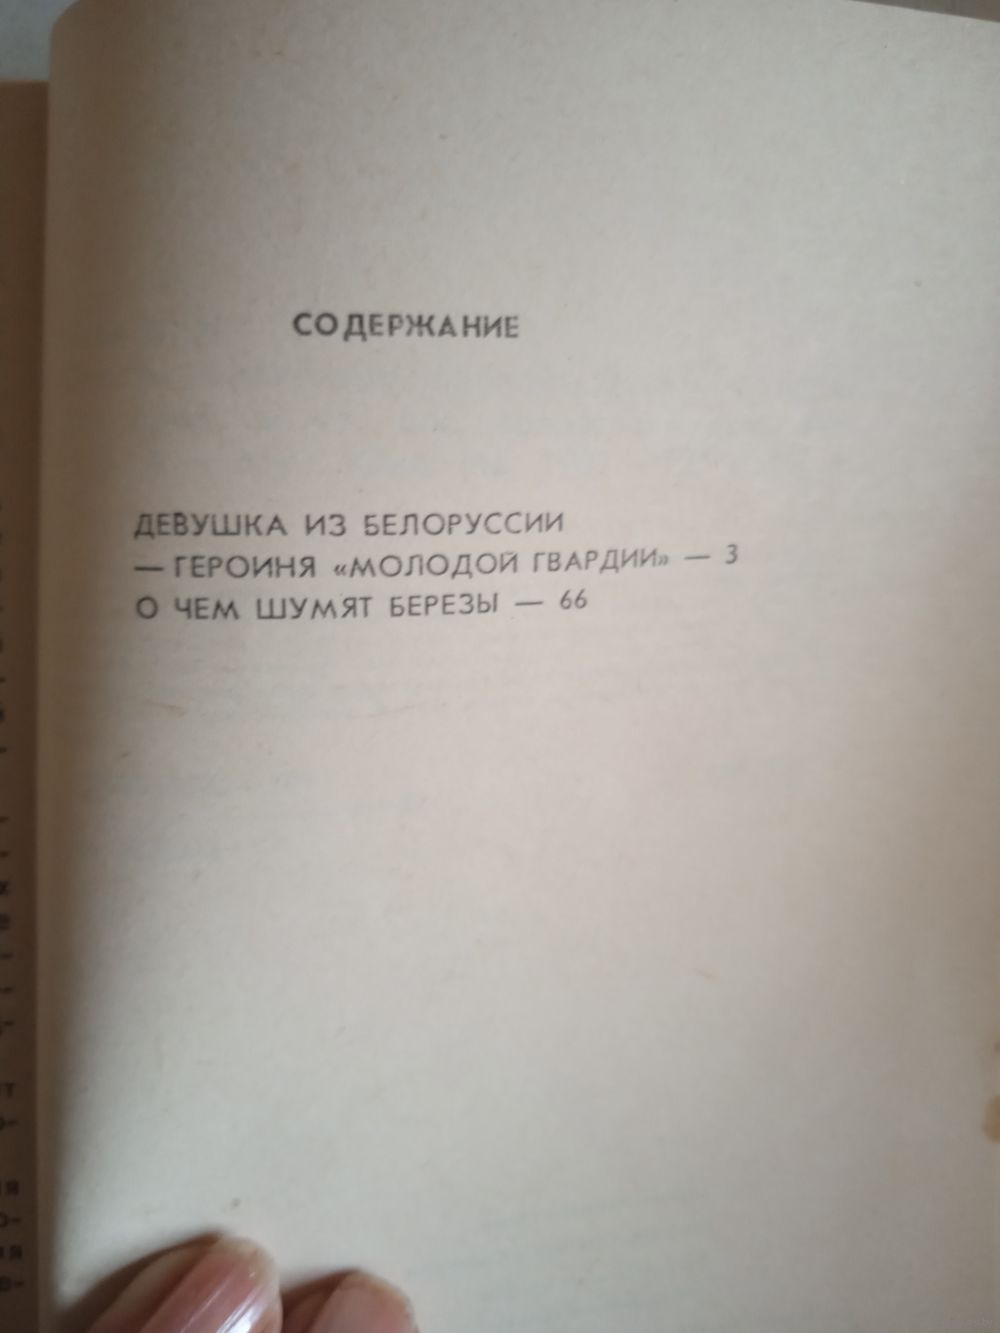 СОДЕРЖАНИЕ
ДЕВУШКА ИЗ БЕЛОРУССИИ
— ГЕРОИНЯ «МОЛОДОЙ ГВАРДИИ» — 3
О ЧЕМ ШУМЯТ БЕРЕЗЫ — 66